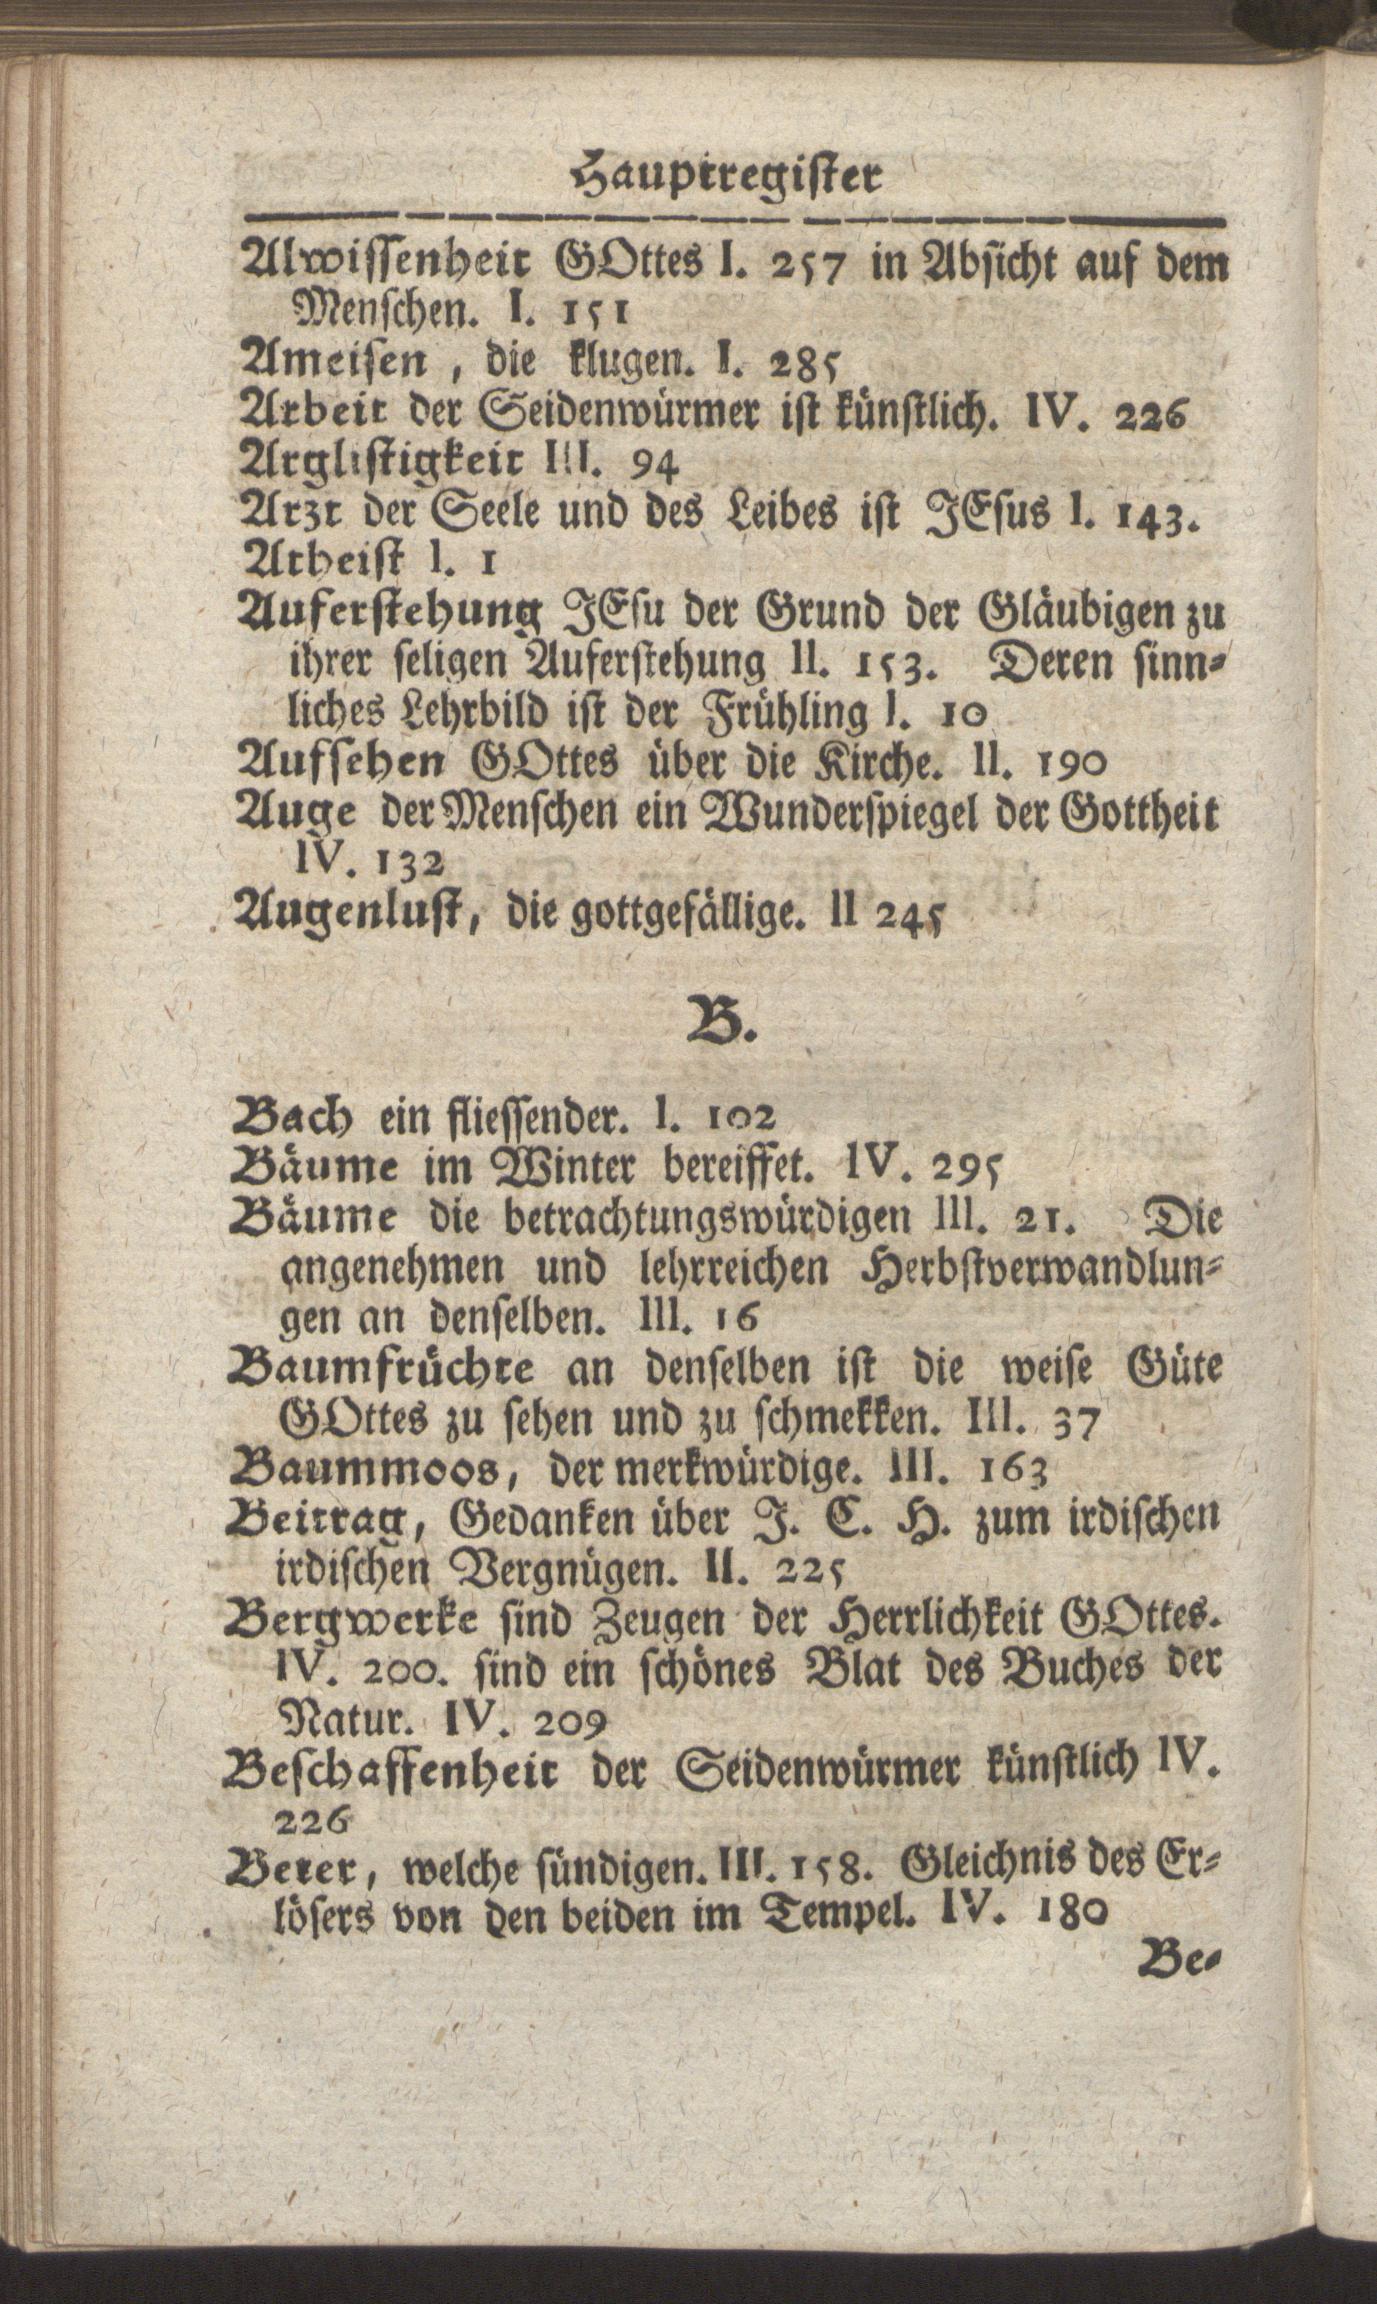 Hauptregister
Alwissenheit GOttes I. 257 in Absicht auf dem
Menschen. I. 151
Ameisen, die klugen. I. 285
Arbeit der Seidenwürmer ist künstlich. IV. 226
Arglistigkeit III. 94
Arzt der Seele und des Leibes ist JEsus I. 143.
Atheist I. 1
Auferstehung JEsu der Grund der Gläubigen zu
ihrer seligen Auferstehung II. 153. Deren sinn-
liches Lehrbild ist der Frühling I. 10
Aufsehen GOttes über die Kirche. II. 190
Auge der Menschen ein Wunderspiegel der Gottheit
IV. 132
Augenlust, die gottgefällige. II 245
B.
Bach ein fliessender. I. 102
Bäume im Winter bereiffet. IV. 295
Bäume die betrachtungswürdigen III. 21. Die
angenehmen und lehrreichen Herbstverwandlun-
gen an denselben. III. 16
Baumfrüchte an denselben ist die weise Güte
GOttes zu sehen und zu schmekken. III. 37
Baummoos, der merkwürdige. III. 163
Beitrag, Gedanken über J. C. H. zum irdischen
irdischen Vergnügen. II. 225
Bergwerke sind Zeugen der Herrlichkeit GOttes.
IV. 200. sind ein schönes Blat des Buches der
Natur. IV. 209
Beschaffenheit der Seidenwürmer künstlich IV.
226
Beter, welche sündigen. III. 158. Gleichnis des Er-
lösers von den beiden im Tempel. IV. 180
Be-